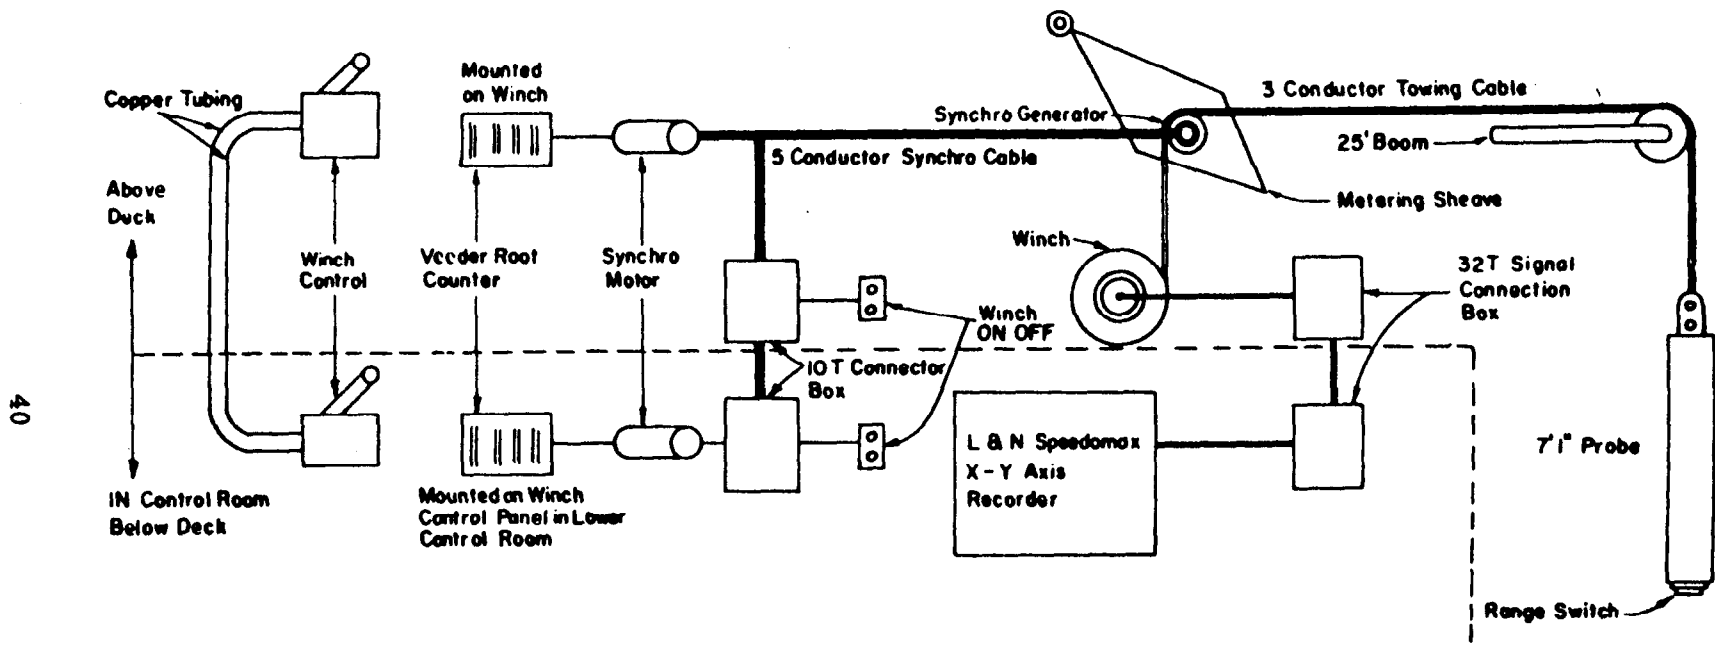 Copper Tubing
Mounted
on Winch
Synchro Generator
3 Conductor Towing Cable
25' Boom
5 Conductor Synchro Cable
Above
Deck
Metering Sheave
Winch
Control
Veeder Root
Counter
Synchro
Motor
Winch
32T Signal
Connection
Box
Winch
ON OFF
10 T Connector
Box
40
L & N Speedomax
X-Y Axis
Recorder
7'1" Probe
IN Control Room
Below Deck
Mounted on Winch
Control Panel in Lower
Control Room
Range Switch